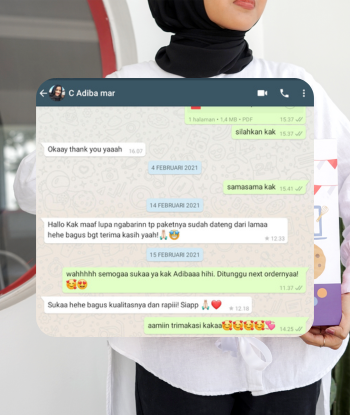 C Adiba mar
1 halaman • 1,4 MB • PDF
15.37
silahkan kak 15.37
Okaay thank you yaaah 16.07
4 FEBRUARI 2021
samasama kak 15.41
14 FEBRUARI 2021
Hallo Kak maaf lupa ngabarinn tp paketnya sudah dateng dari lamaa
hehe bagus bgt terima kasih yaah!🙏🏻😇
12.33
15 FEBRUARI 2021
wahhhhh semogaa sukaa ya kak Adibaaa hihi. Ditunggu next ordernyaa!
🥰😍
11.37
Sukaa hehe bagus kualitasnya dan rapiii! Siapp 🙏🏻❤️
12.18
aamiin trimakasi kakaa🥰🥰🥰🥰💘 14.25